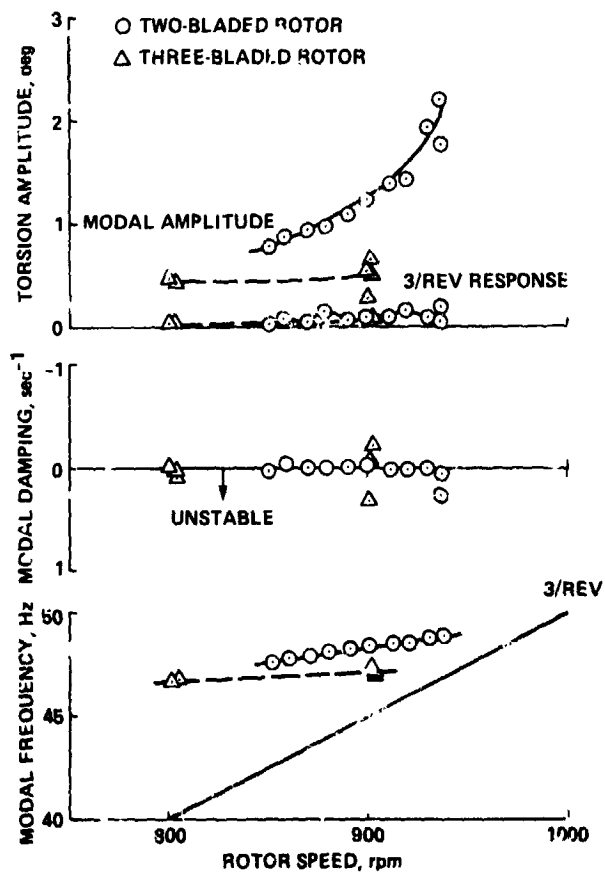 3
○ TWO-BLADED ROTOR
△ THREE-BLADED ROTOR
TORSION AMPLITUDE, deg
2
MODAL AMPLITUDE
1
3/REV RESPONSE
0
-1
MODAL DAMPING, sec-1
0
UNSTABLE
1
3/REV
50
MODAL FREQUENCY, Hz
45
40
800
900
1000
ROTOR SPEED, rpm